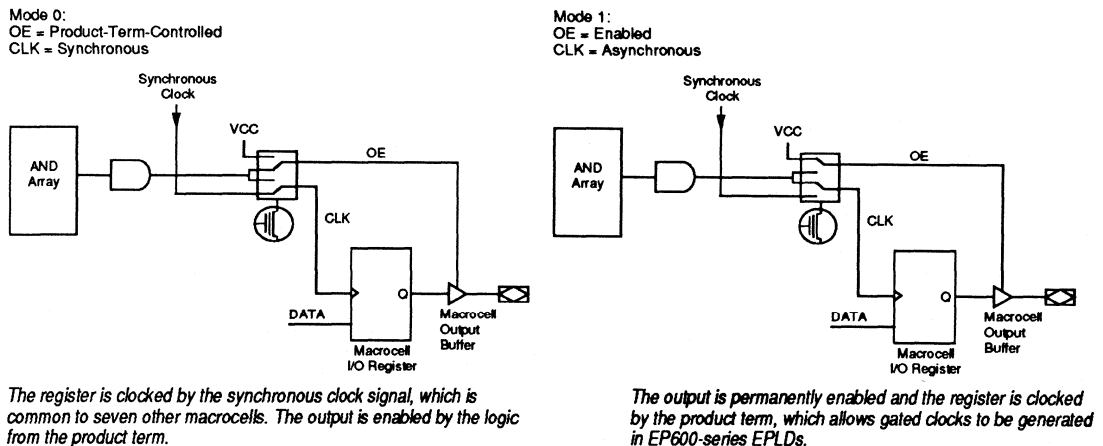 Mode 0:
OE = Product-Term-Controlled
CLK = Synchronous
Synchronous
Clock
VCC
AND
Array
OE
CLK
Q
DATA
Macrocell
Output
Buffer
Macrocell
I/O Register
The register is clocked by the synchronous clock signal, which is
common to seven other macrocells. The output is enabled by the logic
from the product term.
Mode 1:
OE = Enabled
CLK = Asynchronous
Synchronous
Clock
VCC
AND
Array
OE
CLK
Q
DATA
Macrocell
Output
Buffer
Macrocell
I/O Register
The output is permanently enabled and the register is clocked
by the product term, which allows gated clocks to be generated
in EP600-series EPLDs.